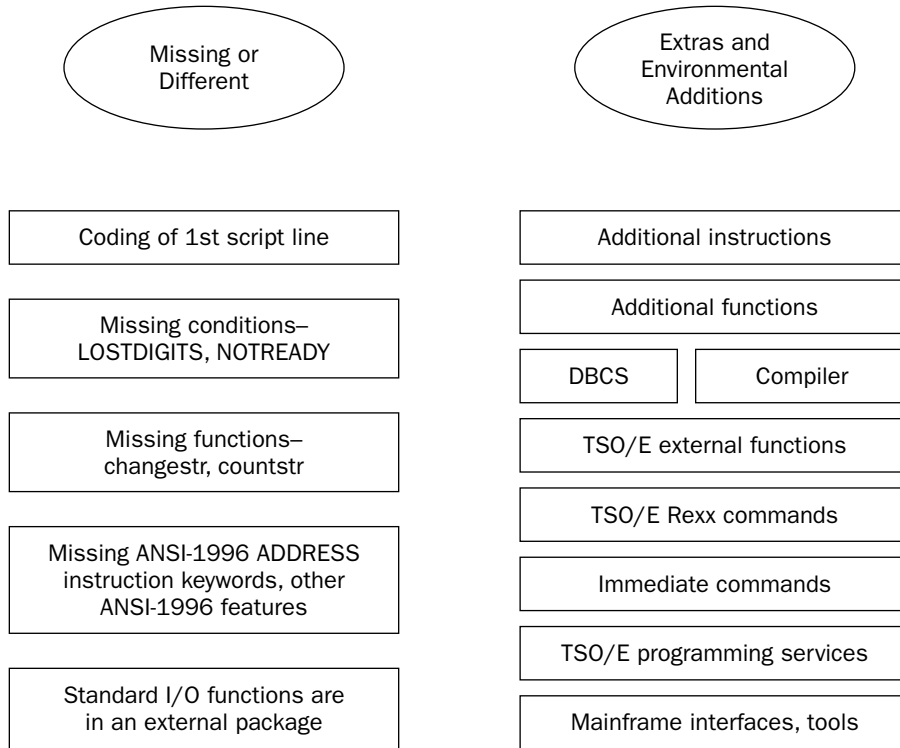 Missing or
Different
Coding of 1st script line
Missing conditions–
LOSTDIGITS, NOTREADY
Missing functions–
changestr, countstr
Missing ANSI-1996 ADDRESS
instruction keywords, other
ANSI-1996 features
Standard I/O functions are
in an external package
Extras and
Environmental
Additions
Additional instructions
Additional functions
DBCS
Compiler
TSO/E external functions
TSO/E Rexx commands
Immediate commands
TSO/E programming services
Mainframe interfaces, tools